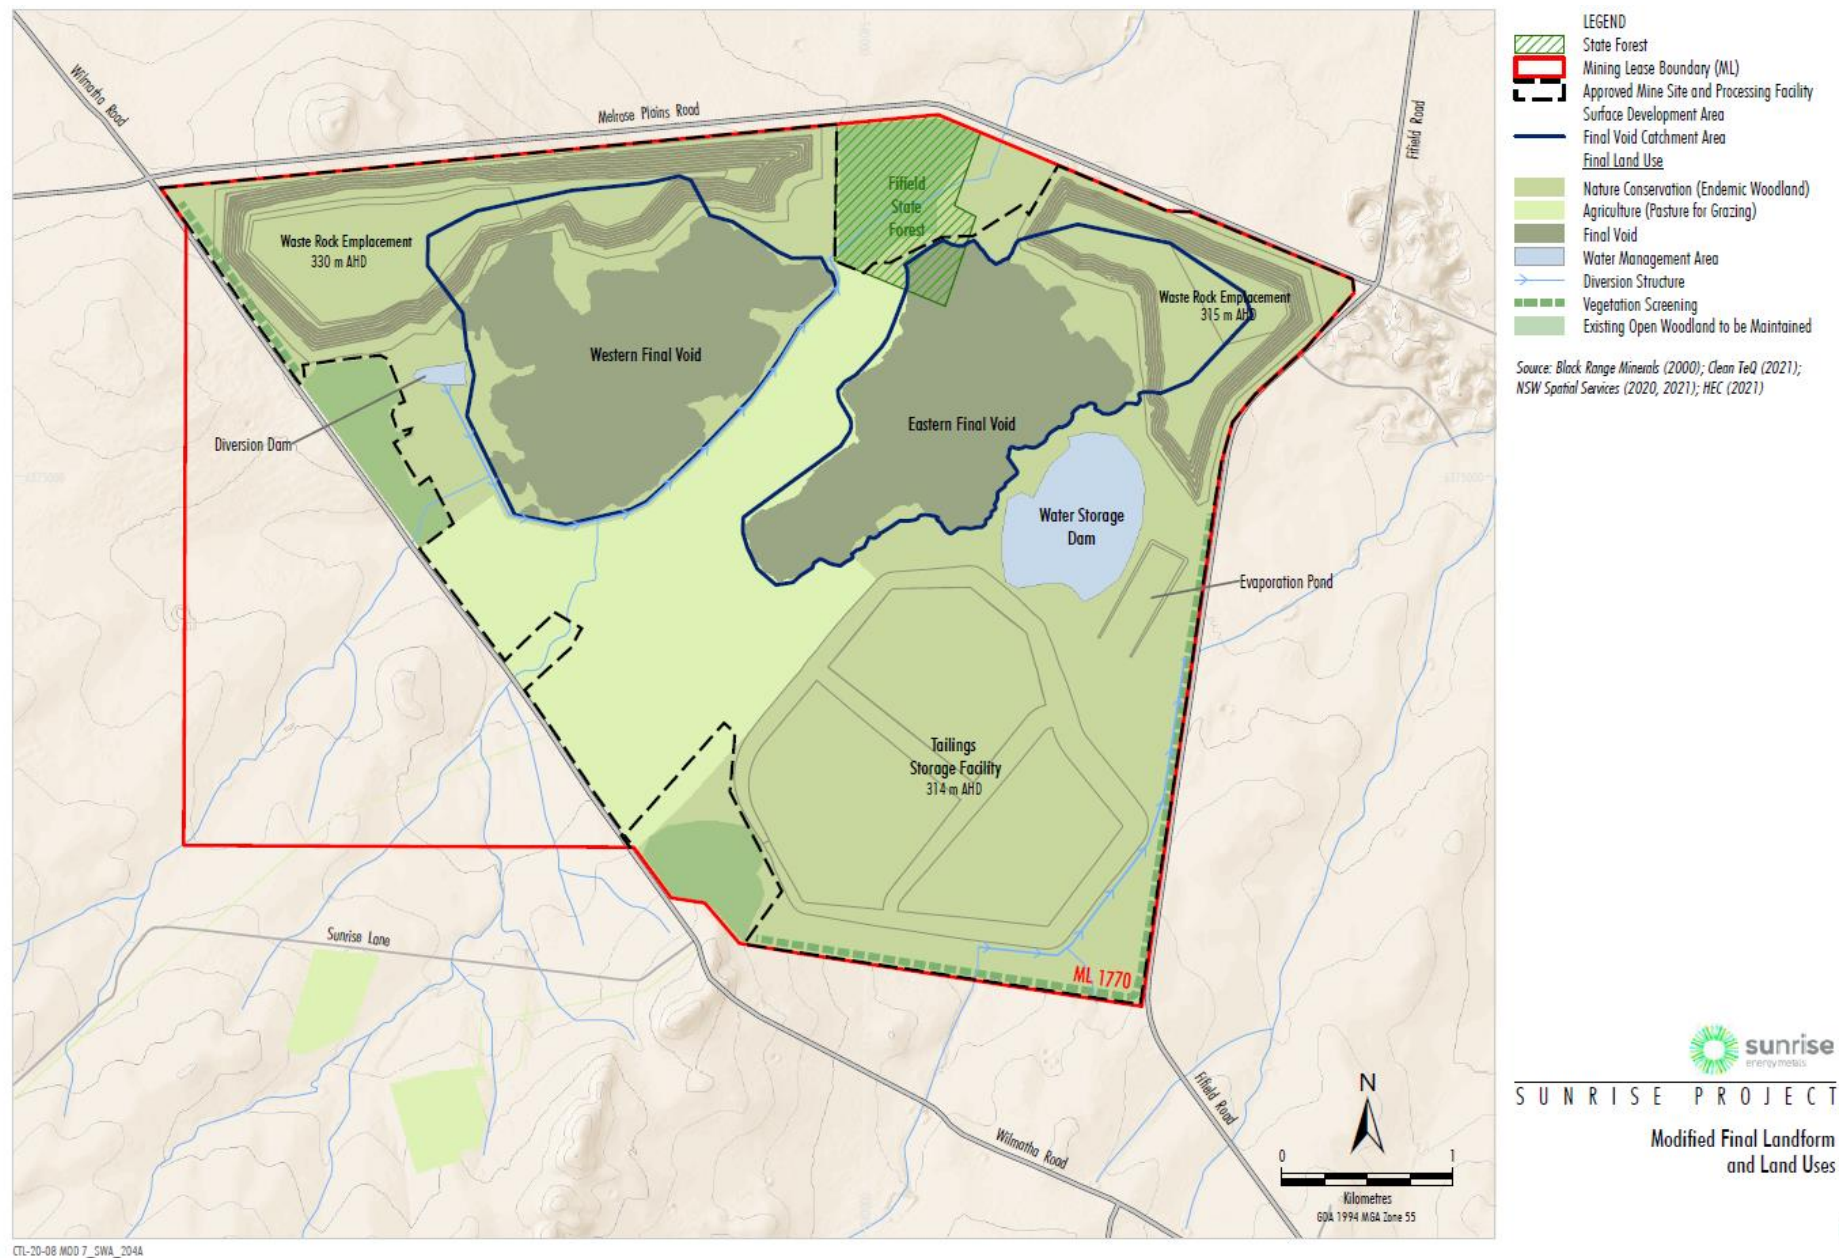 Wilmatha Road
Melrose Plains Road
Fifield Road
Fifield
State
Forest
Waste Rock Emplacement
330 m AHD
Waste Rock Emplacement
315 m AHD
Western Final Void
Eastern Final Void
Diversion Dam
Water Storage
Dam
Evaporation Pond
Tailings
Storage Facility
314 m AHD
Sunrise Lane
ML 1770
Fifield Road
Wilmatha Road
N
0 1
Kilometres
GDA 1994 MGA Zone 55
LEGEND
State Forest
Mining Lease Boundary (ML)
Approved Mine Site and Processing Facility
Surface Development Area
Final Void Catchment Area
Final Land Use
Nature Conservation (Endemic Woodland)
Agriculture (Pasture for Grazing)
Final Void
Water Management Area
Diversion Structure
Vegetation Screening
Existing Open Woodland to be Maintained
Source: Black Range Minerals (2000); Clean TeQ (2021);
NSW Spatial Services (2020, 2021); HEC (2021)
sunrise
energy metals
SUNRISE PROJECT
Modified Final Landform
and Land Uses
CTL-20-08 MOD 7_SWA_204A